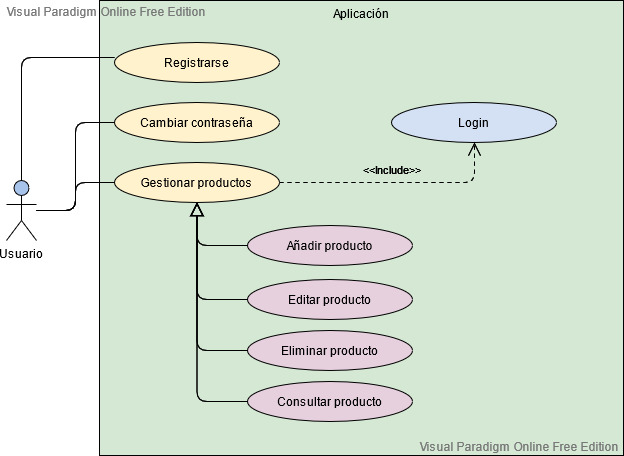 Visual Paradigm Online Free Edition
Aplicación
Registrarse
Cambiar contraseña
Login
Gestionar productos
<<Include>>
Usuario
Añadir producto
Editar producto
Eliminar producto
Consultar producto
Visual Paradigm Online Free Edition